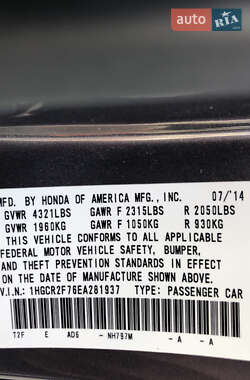 auto RIA
MFD. BY HONDA OF AMERICA MFG., INC. 07/'14
GVWR 4321LBS GAWR F 2315LBS R 2050LBS
GVWR 1960KG GAWR F 1050KG R 930KG
THIS VEHICLE CONFORMS TO ALL APPLICABLE
FEDERAL MOTOR VEHICLE SAFETY, BUMPER,
AND THEFT PREVENTION STANDARDS IN EFFECT ON
THE DATE OF MANUFACTURE SHOWN ABOVE.
V.I.N: 1HGCR2F76EA281937 TYPE: PASSENGER CAR
T2F E AD6 -NH797M -A -A